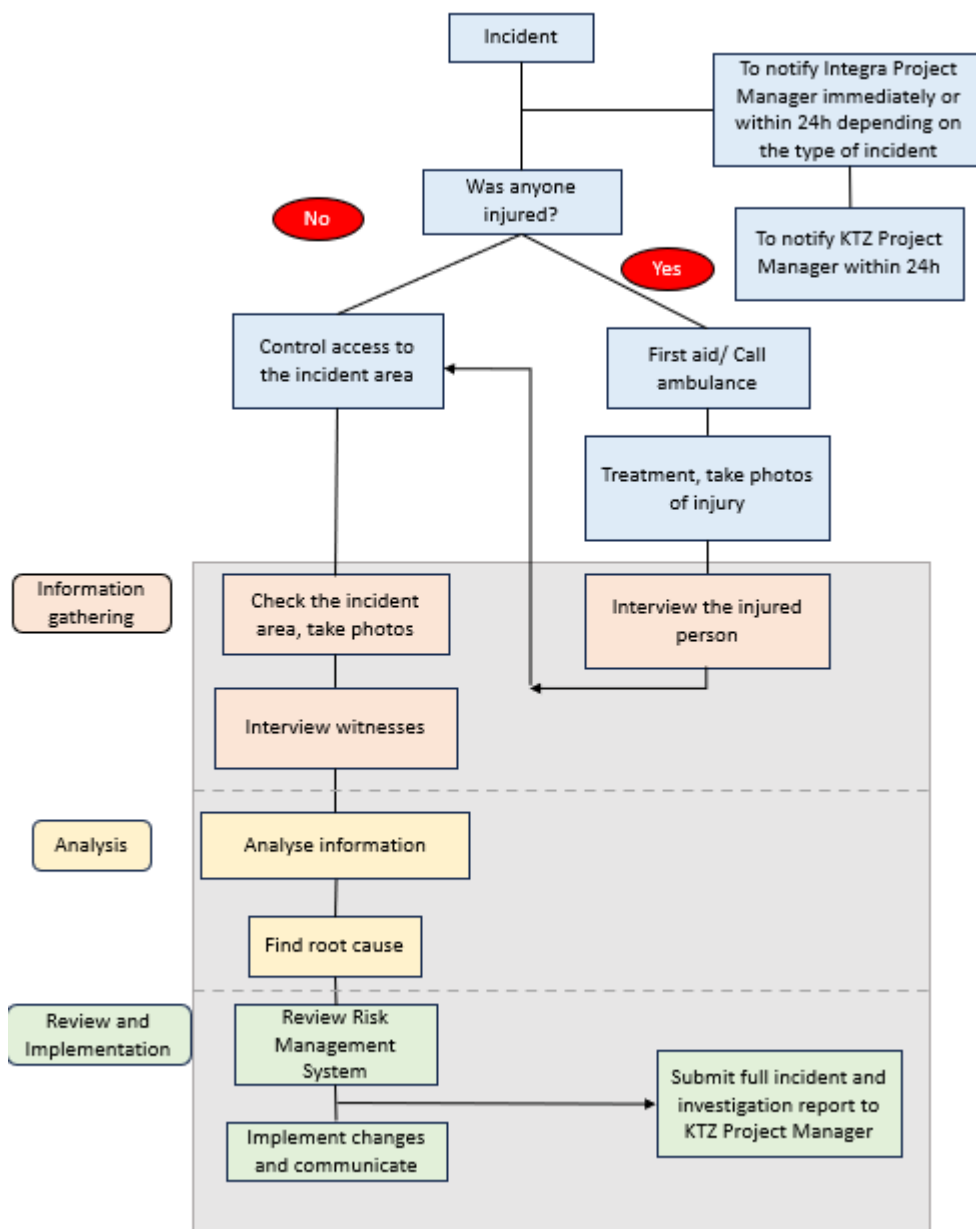 Incident
To notify Integra Project
Manager immediately or
within 24h depending on
the type of incident
Was anyone
injured?
No
Yes
To notify KTZ Project
Manager within 24h
Control access to
the incident area
First aid/ Call
ambulance
Treatment, take photos
of injury
Information
gathering
Check the incident
area, take photos
Interview the injured
person
Interview witnesses
Analysis
Analyse information
Find root cause
Review and
Implementation
Review Risk
Management
System
Submit full incident and
investigation report to
KTZ Project Manager
Implement changes
and communicate